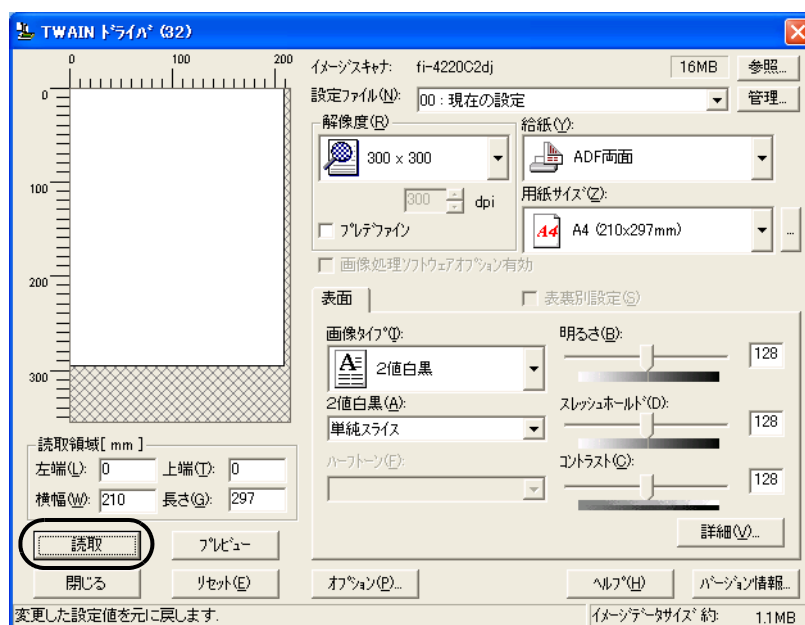 TWAIN ﾄﾞﾗｲﾊﾞ (32)
0 100 200
0
100
200
300
ｲﾒｰｼﾞｽｷｬﾅ: fi-4220C2dj 16MB 参照...
設定ﾌｧｲﾙ(N): 00 : 現在の設定 管理...
解像度(R)
300 x 300
300 dpi
ﾌﾟﾚﾃﾞﾌｧｲﾝ
給紙(Y):
ADF両面
用紙ｻｲｽﾞ(Z):
A4 A4 (210x297mm) ...
画像処理ｿﾌﾄｳｪｱｵﾌﾟｼｮﾝ有効
表面 表裏別設定(S)
画像ﾀｲﾌﾟ(I):
A 2値白黒
2値白黒(A):
単純ｽﾗｲｽ
ﾊｰﾌﾄｰﾝ(F):
明るさ(B):
128
ｽﾚｯｼｭﾎｰﾙﾄﾞ(D):
128
ｺﾝﾄﾗｽﾄ(C):
128
詳細(V)...
読取領域[ mm ]
左端(L): 0 上端(T): 0
横幅(W): 210 長さ(G): 297
読取 ﾌﾟﾚﾋﾞｭｰ
閉じる ﾘｾｯﾄ(E) ｵﾌﾟｼｮﾝ(P)... ﾍﾙﾌﾟ(H) ﾊﾞｰｼﾞｮﾝ情報...
変更した設定値を元に戻します. ｲﾒｰｼﾞﾃﾞｰﾀｻｲｽﾞ 約: 1.1MB